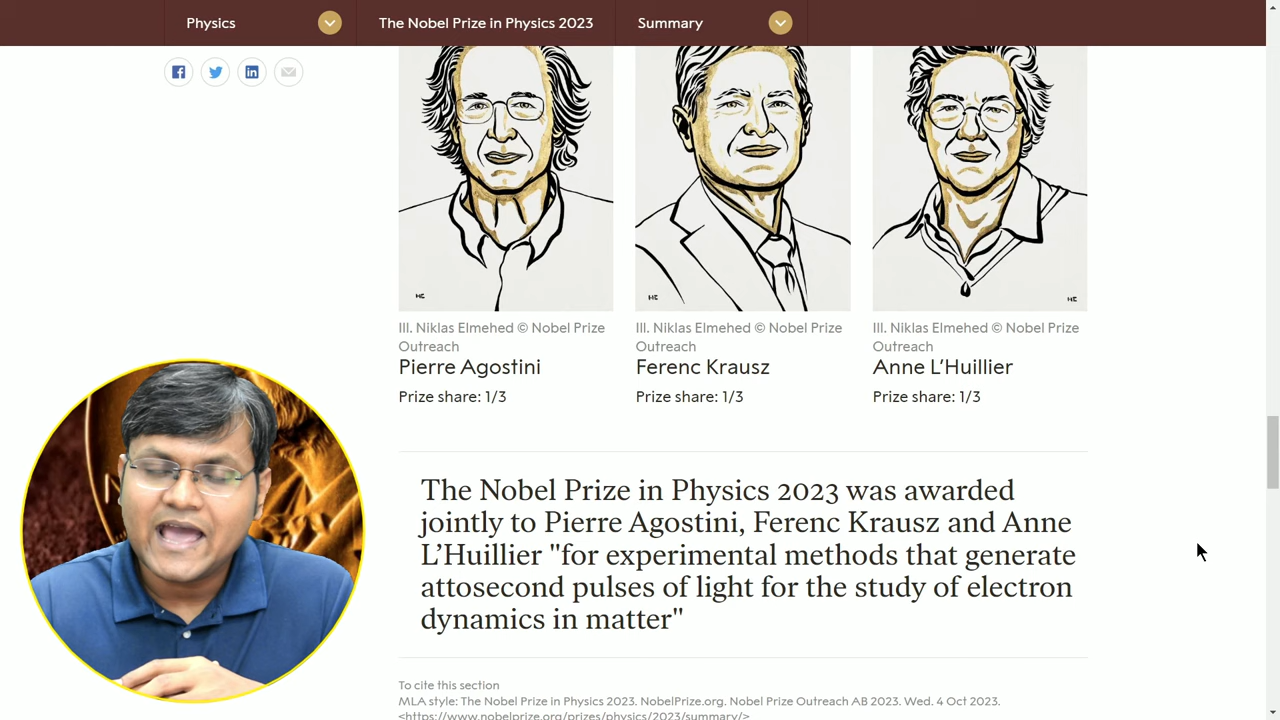 Physics
The Nobel Prize in Physics 2023
Summary
HE
HE
HE
Ill. Niklas Elmehed © Nobel Prize
Outreach
Pierre Agostini
Prize share: 1/3
Ill. Niklas Elmehed © Nobel Prize
Outreach
Ferenc Krausz
Prize share: 1/3
Ill. Niklas Elmehed © Nobel Prize
Outreach
Anne L’Huillier
Prize share: 1/3
The Nobel Prize in Physics 2023 was awarded
jointly to Pierre Agostini, Ferenc Krausz and Anne
L’Huillier "for experimental methods that generate
attosecond pulses of light for the study of electron
dynamics in matter"
To cite this section
MLA style: The Nobel Prize in Physics 2023. NobelPrize.org. Nobel Prize Outreach AB 2023. Wed. 4 Oct 2023.
<https://www.nobelprize.org/prizes/physics/2023/summary/>